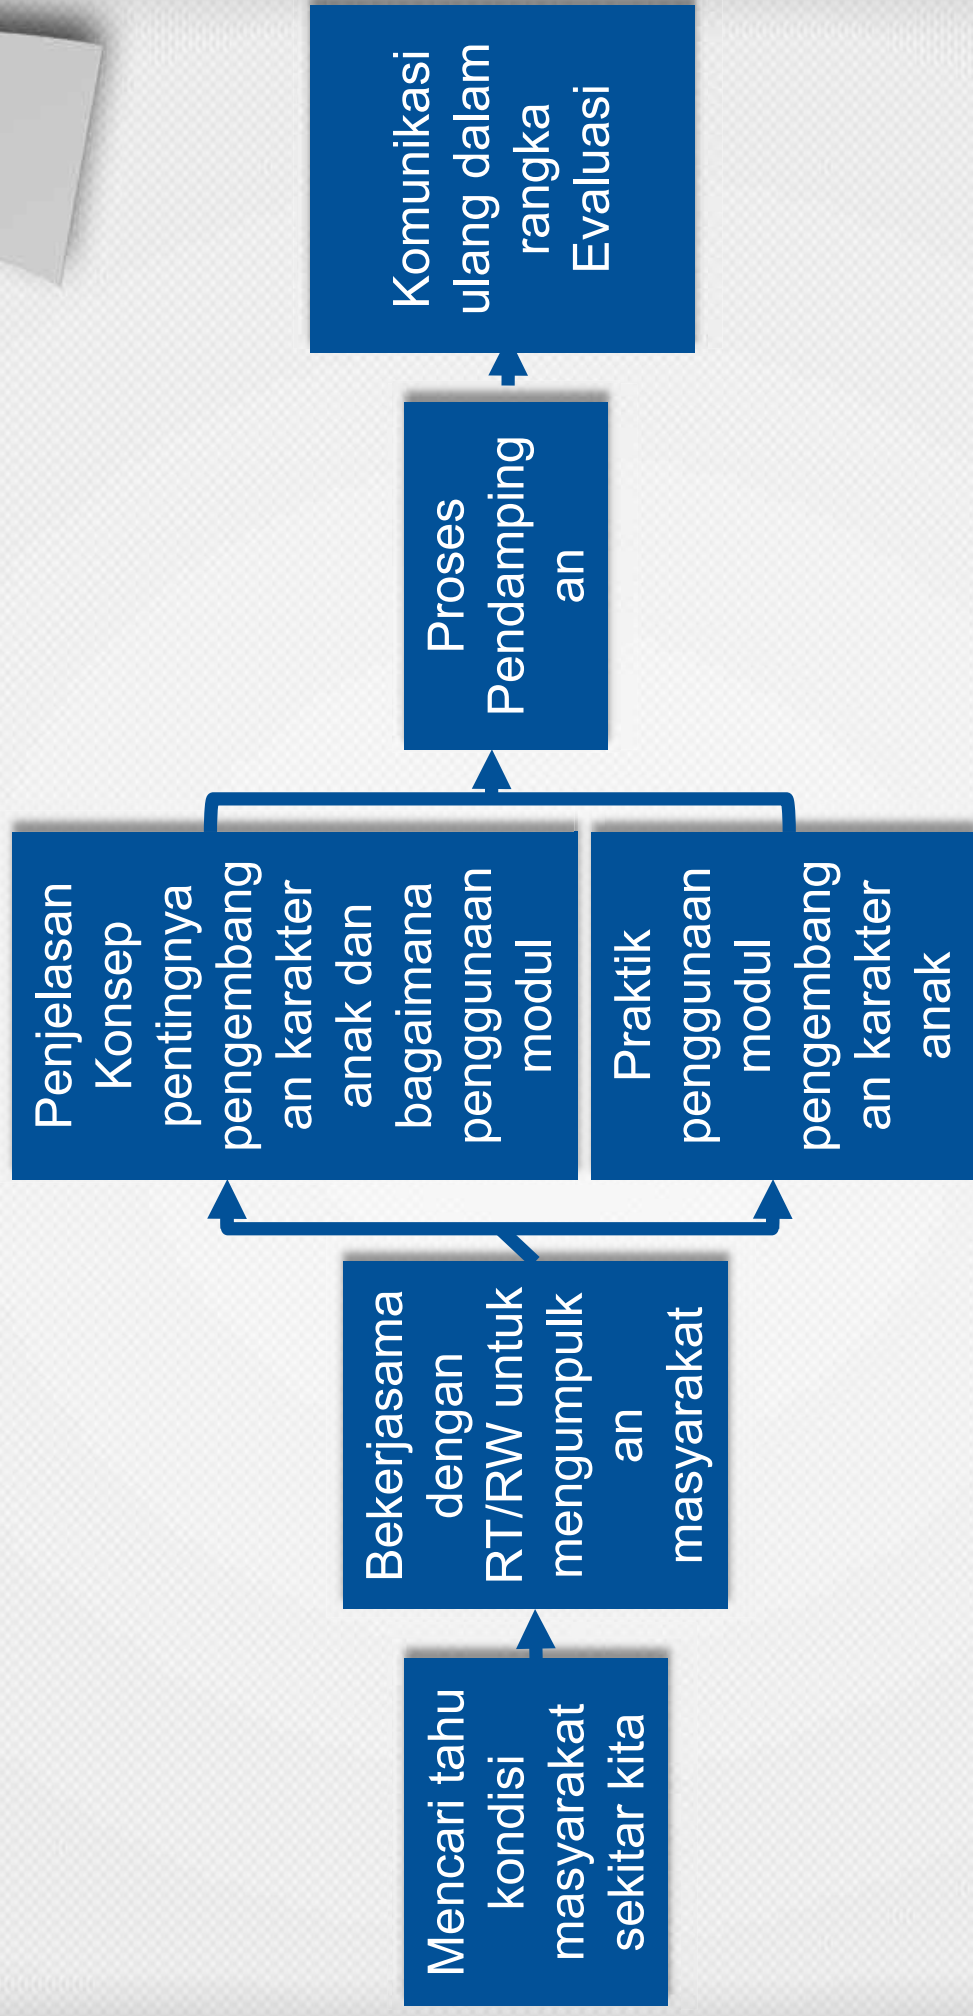 Mencari tahu
kondisi
masyarakat
sekitar kita
Bekerjasama
dengan
RT/RW untuk
mengumpulk
an
masyarakat
Penjelasan
Konsep
pentingnya
pengembang
an karakter
anak dan
bagaimana
penggunaan
modul
Praktik
penggunaan
modul
pengembang
an karakter
anak
Proses
Pendamping
an
Komunikasi
ulang dalam
rangka
Evaluasi